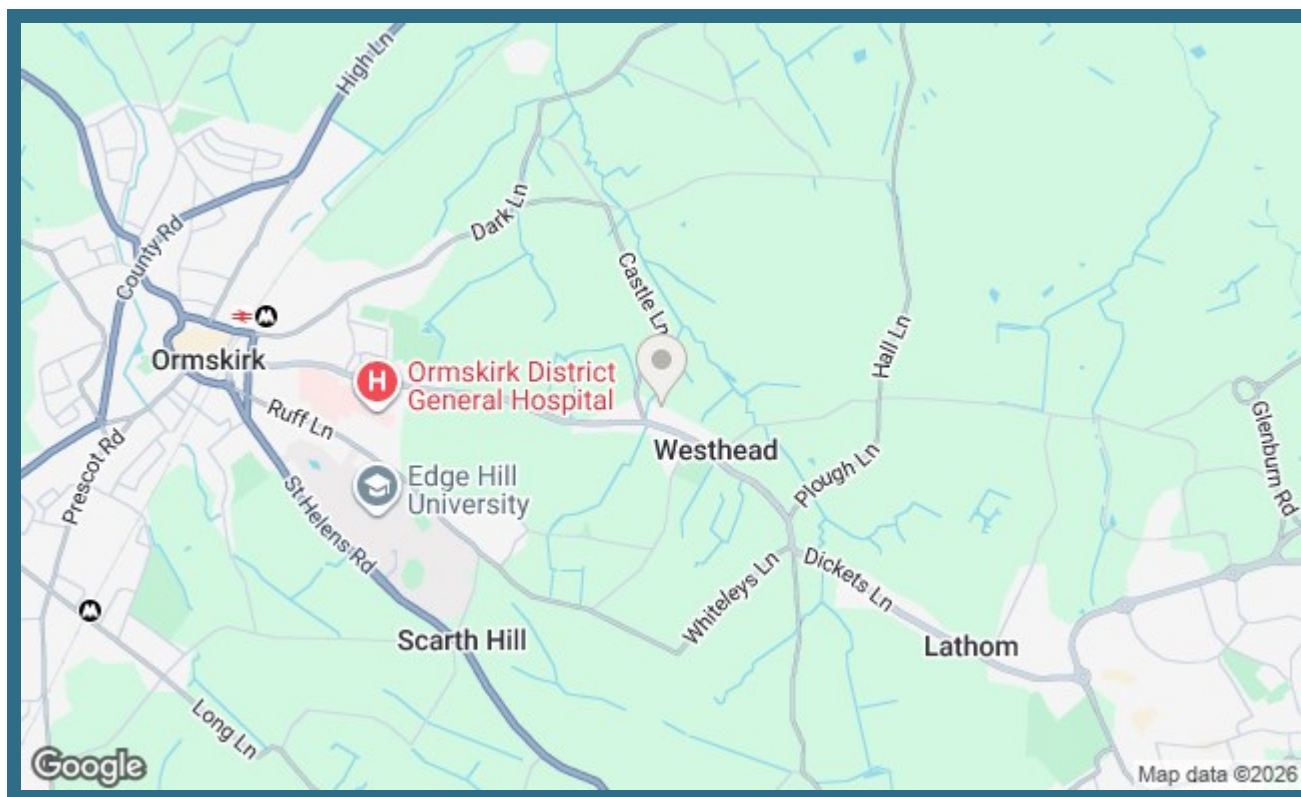 High Ln
County Rd
Dark Ln
Castle Ln
Hall Ln
Ormskirk
H
Ormskirk District
General Hospital
Ruff Ln
Prescot Rd
St Helens Rd
Edge Hill
University
Westhead
Plough Ln
Glenburn Rd
Whiteleys Ln
Dickets Ln
Scarth Hill
Lathom
Long Ln
Google
Map data ©2026